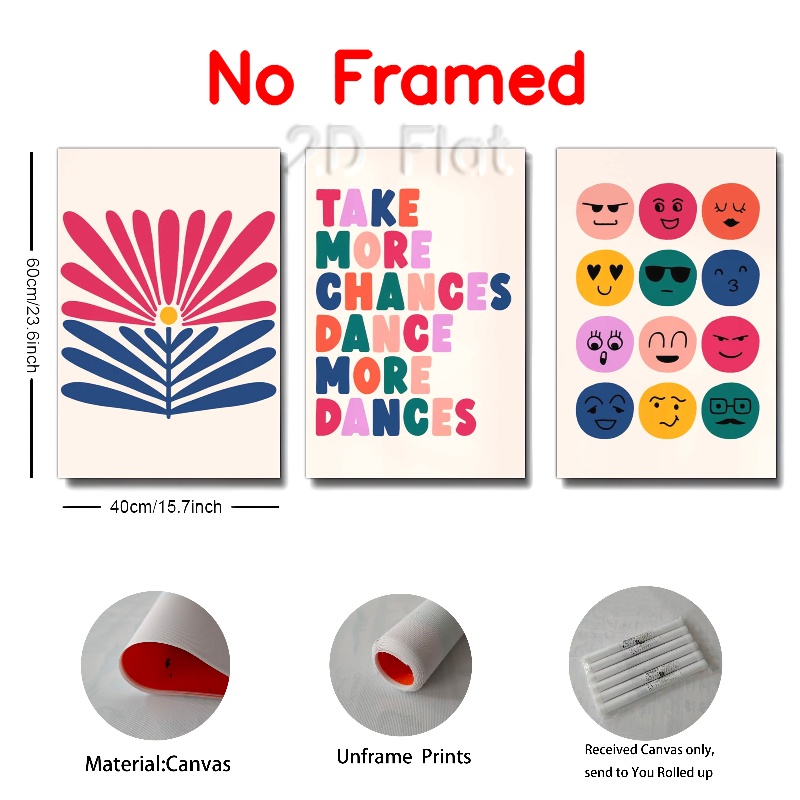 No Framed
2D Flat
60cm/23.6inch
TAKE
MORE
CHANCES
DANCE
MORE
DANCES
40cm/15.7inch
Material:Canvas
Unframe Prints
Received Canvas only,
send to You Rolled up